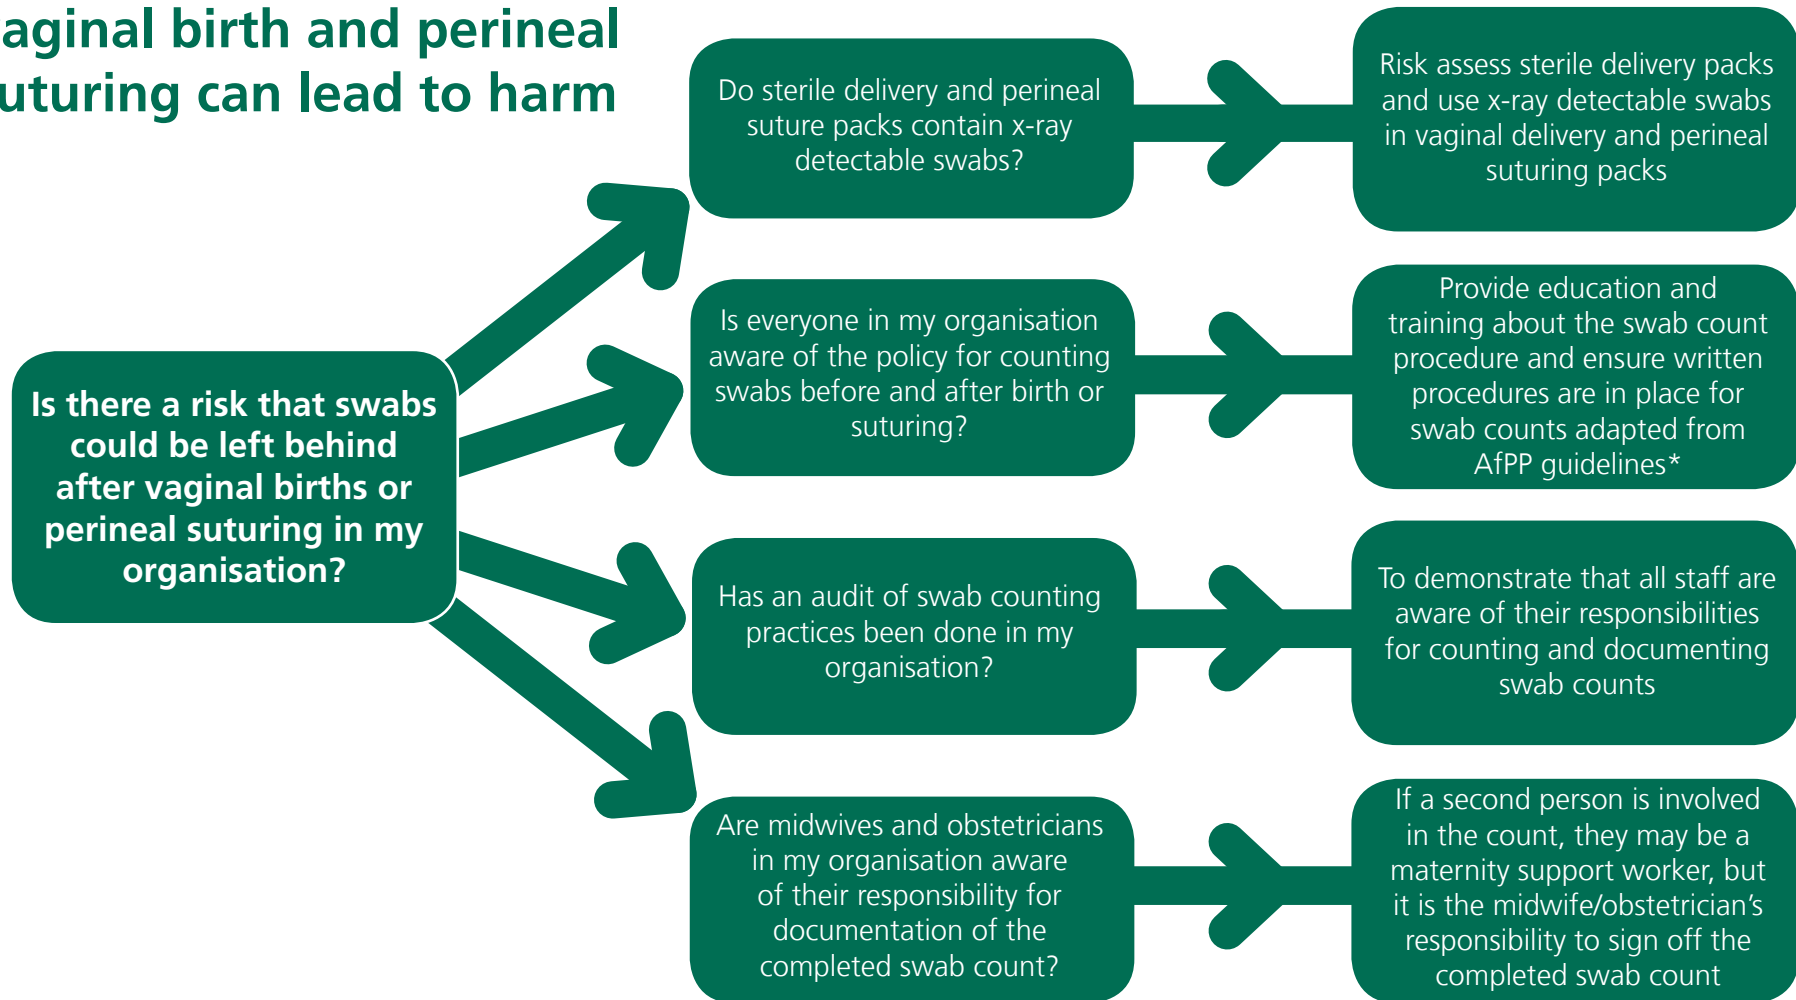 aginal birth and perineal
uturing can lead to harm
Is there a risk that swabs
could be left behind
after vaginal births or
perineal suturing in my
organisation?
Do sterile delivery and perineal
suture packs contain x-ray
detectable swabs?
Risk assess sterile delivery packs
and use x-ray detectable swabs
in vaginal delivery and perineal
suturing packs
Is everyone in my organisation
aware of the policy for counting
swabs before and after birth or
suturing?
Provide education and
training about the swab count
procedure and ensure written
procedures are in place for
swab counts adapted from
AfPP guidelines*
Has an audit of swab counting
practices been done in my
organisation?
To demonstrate that all staff are
aware of their responsibilities
for counting and documenting
swab counts
Are midwives and obstetricians
in my organisation aware
of their responsibility for
documentation of the
completed swab count?
If a second person is involved
in the count, they may be a
maternity support worker, but
it is the midwife/obstetrician’s
responsibility to sign off the
completed swab count